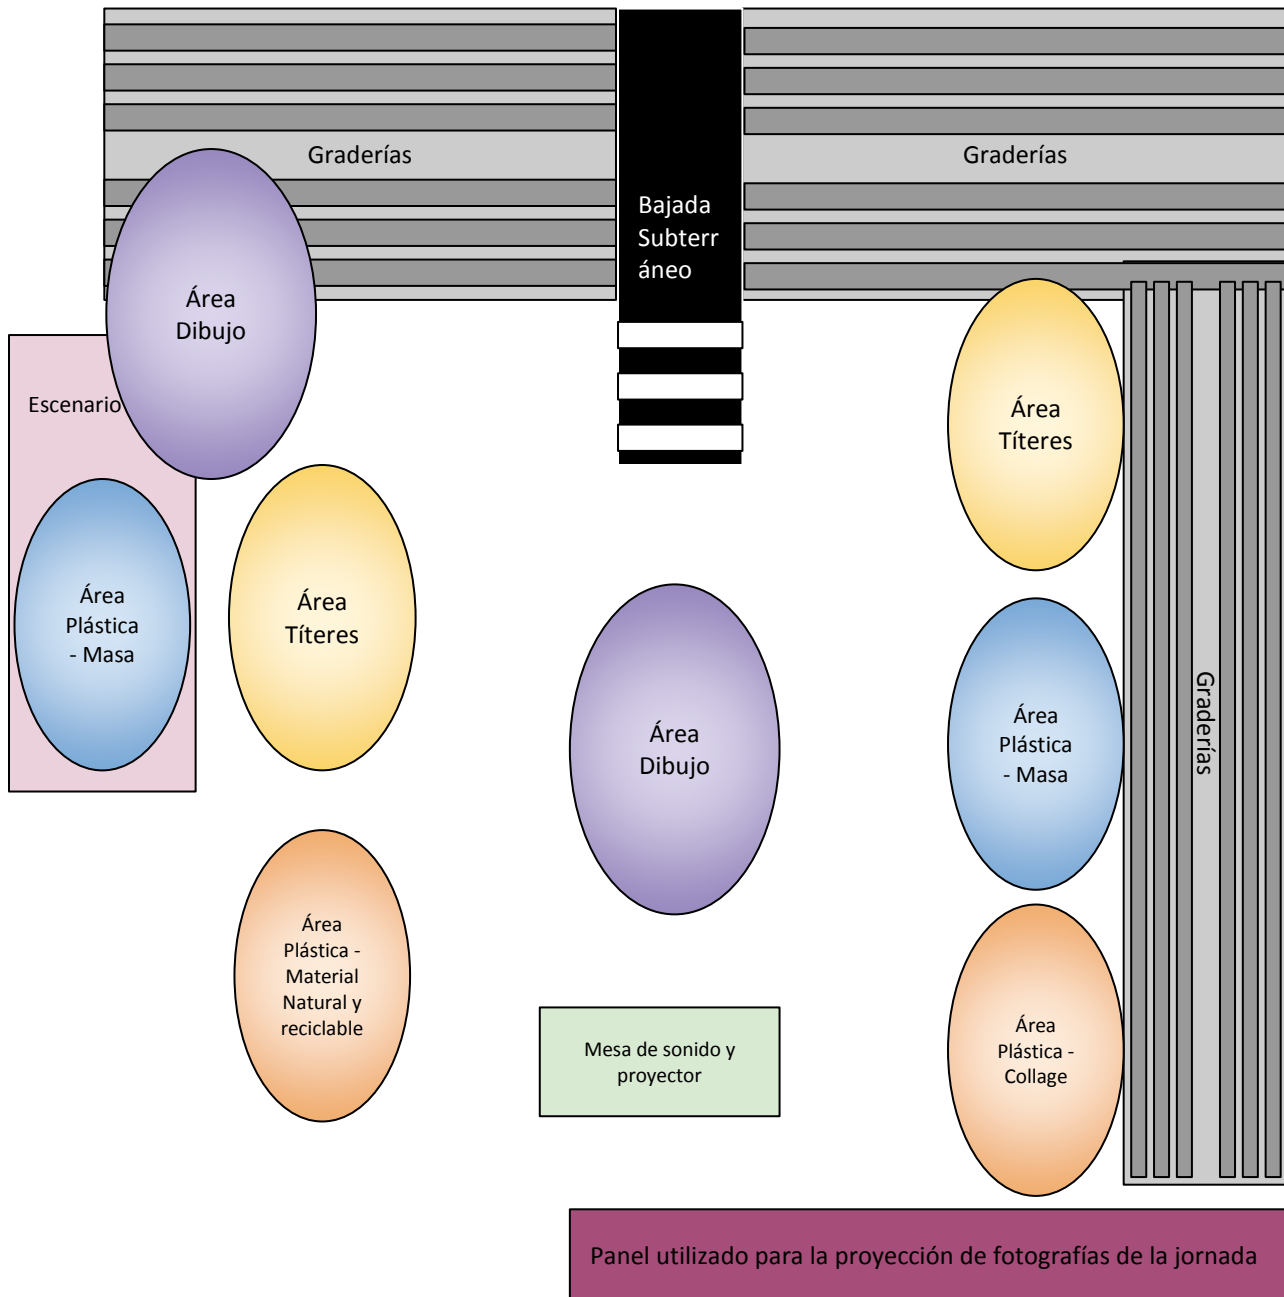 Graderías
Graderías
Bajada
Subterr
áneo
Área
Dibujo
Escenario
Área
Títeres
Área
Plástica
- Masa
Área
Títeres
Área
Dibujo
Área
Plástica
- Masa
Graderías
Área
Plástica -
Material
Natural y
reciclable
Mesa de sonido y
proyector
Área
Plástica -
Collage
Panel utilizado para la proyección de fotografías de la jornada